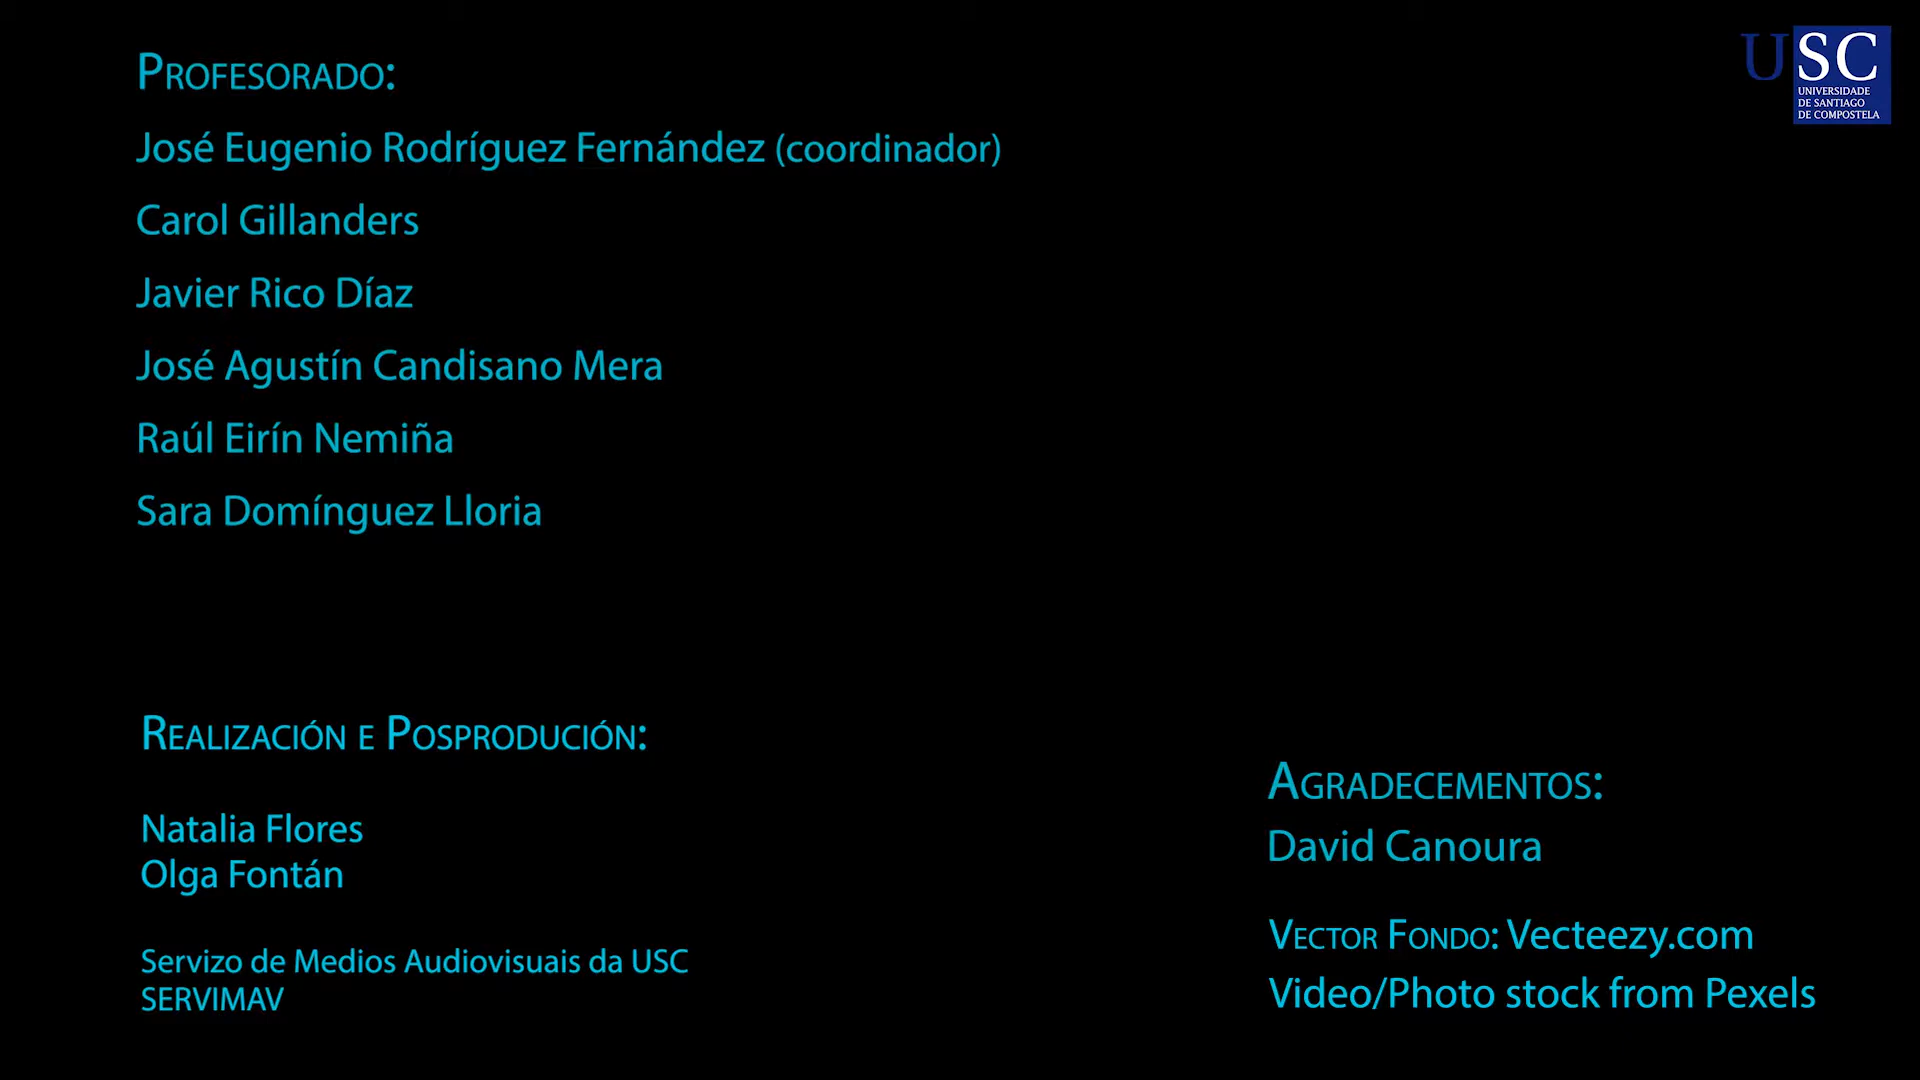 Profesorado:
José Eugenio Rodríguez Fernández (coordinador)
Carol Gillanders
Javier Rico Díaz
José Agustín Candisano Mera
Raúl Eirín Nemiña
Sara Domínguez Lloria
Realización e Posprodución:
Natalia Flores
Olga Fontán
Servizo de Medios Audiovisuais da USC
SERVIMAV
USC
UNIVERSIDADE
DE SANTIAGO
DE COMPOSTELA
Agradecementos:
David Canoura
Vector Fondo: Vecteezy.com
Video/Photo stock from Pexels